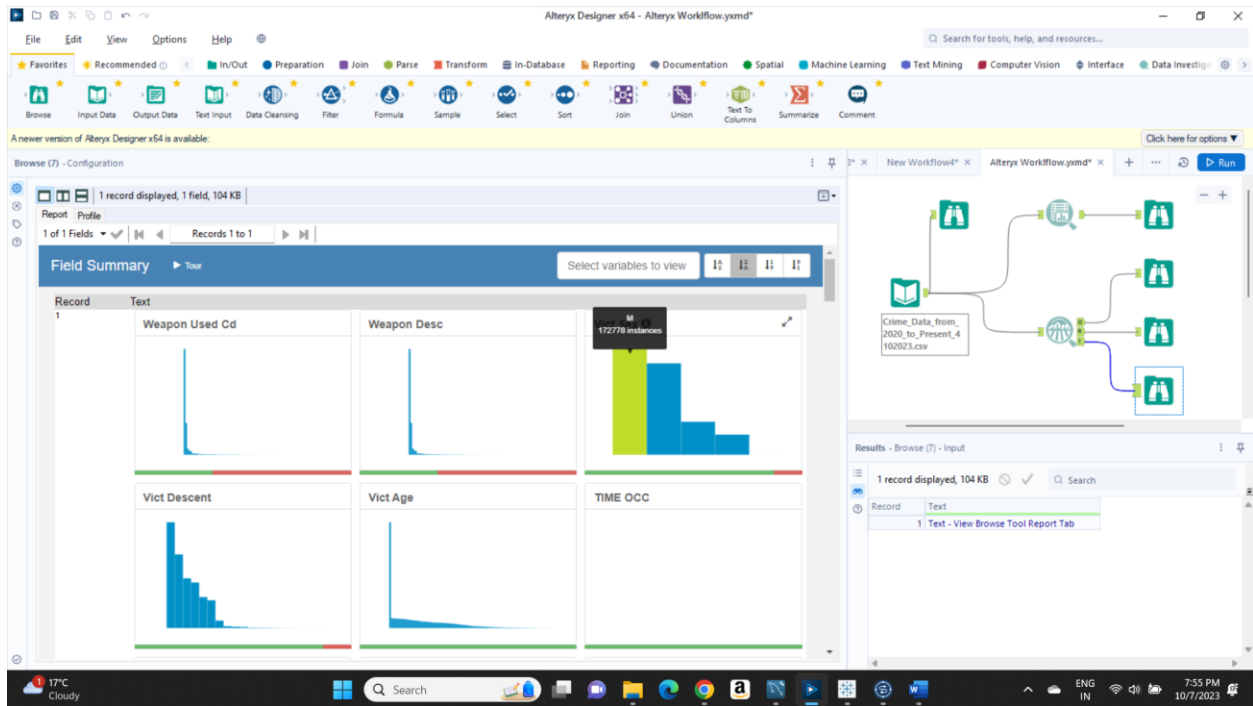 Alteryx Designer x64 - Alteryx Worklflow.yxmd*
File Edit View Options Help
Search for tools, help, and resources...
Favorites Recommended In/Out Preparation Join Parse Transform In-Database Reporting Documentation Spatial Machine Learning Text Mining Computer Vision Interface Data Investiga
Browse Input Data Output Data Text Input Data Cleansing Filter Formula Sample Select Sort Join Union Text To Columns Summarize Comment
A newer version of Alteryx Designer x64 is available:
Click here for options ▼
Browse (7) - Configuration
3* × New Workflow4* × Alteryx Worklflow.yxmd* × + ... Run
1 record displayed, 1 field, 104 KB
Report Profile
1 of 1 Fields Records 1 to 1
Field Summary Tour
Select variables to view
Record Text
1
Weapon Used Cd
Weapon Desc
M
172778 instances
Vict Descent
Vict Age
TIME OCC
Crime_Data_from_
2020_to_Present_4
102023.csv
Results - Browse (7) - Input
1 record displayed, 104 KB
Search
Record Text
1 Text - View Browse Tool Report Tab
1
17°C
Cloudy
Search
ENG
IN
7:55 PM
10/7/2023